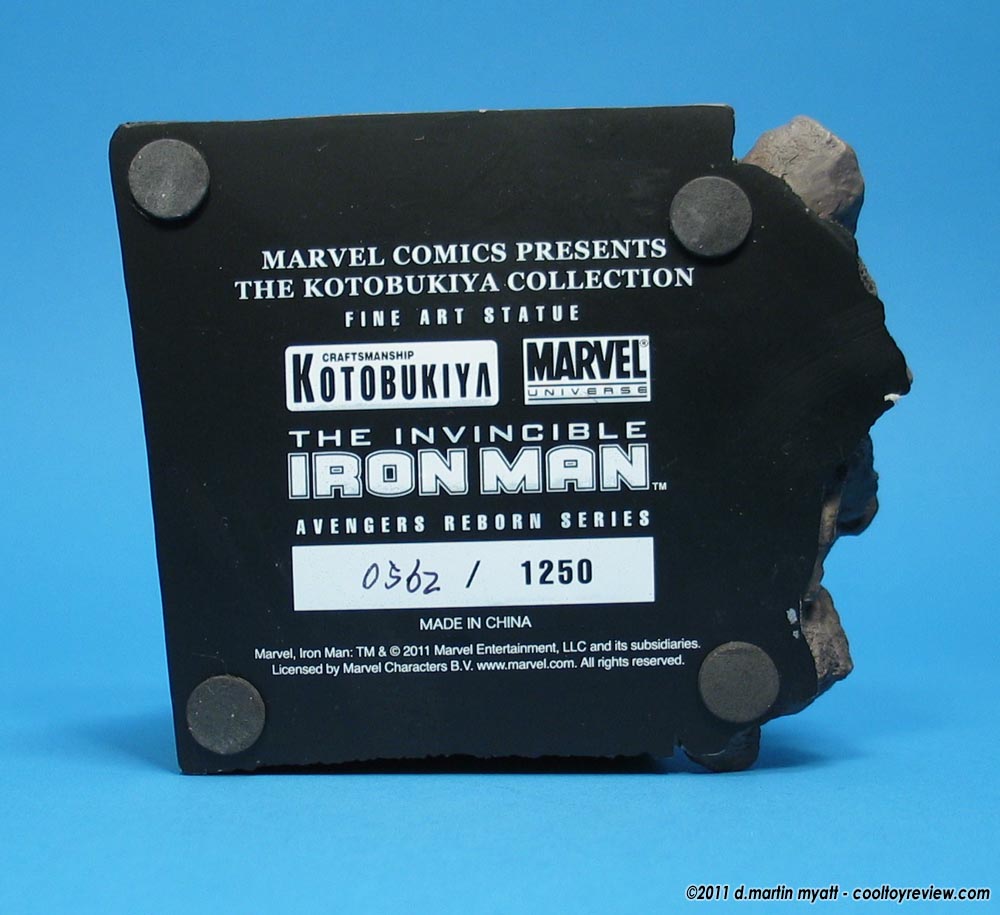 MARVEL COMICS PRESENTS
THE KOTOBUKIYA COLLECTION
FINE ART STATUE
CRAFTSMANSHIP
KOTOBUKIYA
MARVEL®
UNIVERSE
THE INVINCIBLE
IRON MAN™
AVENGERS REBORN SERIES
0562 / 1250
MADE IN CHINA
Marvel, Iron Man: TM & © 2011 Marvel Entertainment, LLC and its subsidiaries.
Licensed by Marvel Characters B.V. www.marvel.com. All rights reserved.
©2011 d.martin myatt - cooltoyreview.com